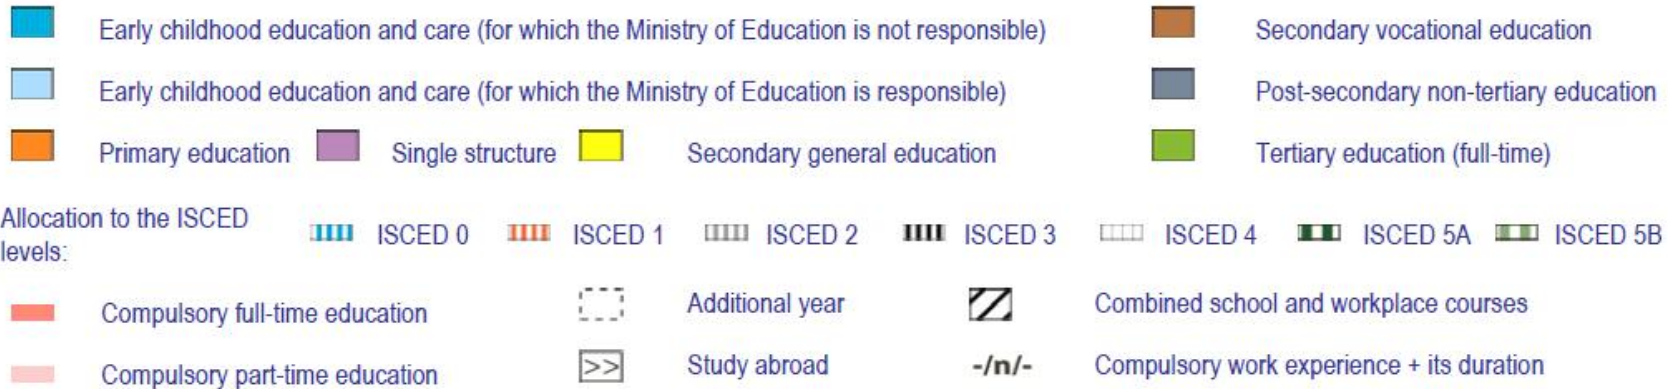 Early childhood education and care (for which the Ministry of Education is not responsible) Secondary vocational education
Early childhood education and care (for which the Ministry of Education is responsible) Post-secondary non-tertiary education
Primary education Single structure Secondary general education Tertiary education (full-time)
Allocation to the ISCED
levels: ISCED 0 ISCED 1 ISCED 2 ISCED 3 ISCED 4 ISCED 5A ISCED 5B
Compulsory full-time education Additional year Combined school and workplace courses
Compulsory part-time education >> Study abroad -/n/- Compulsory work experience + its duration